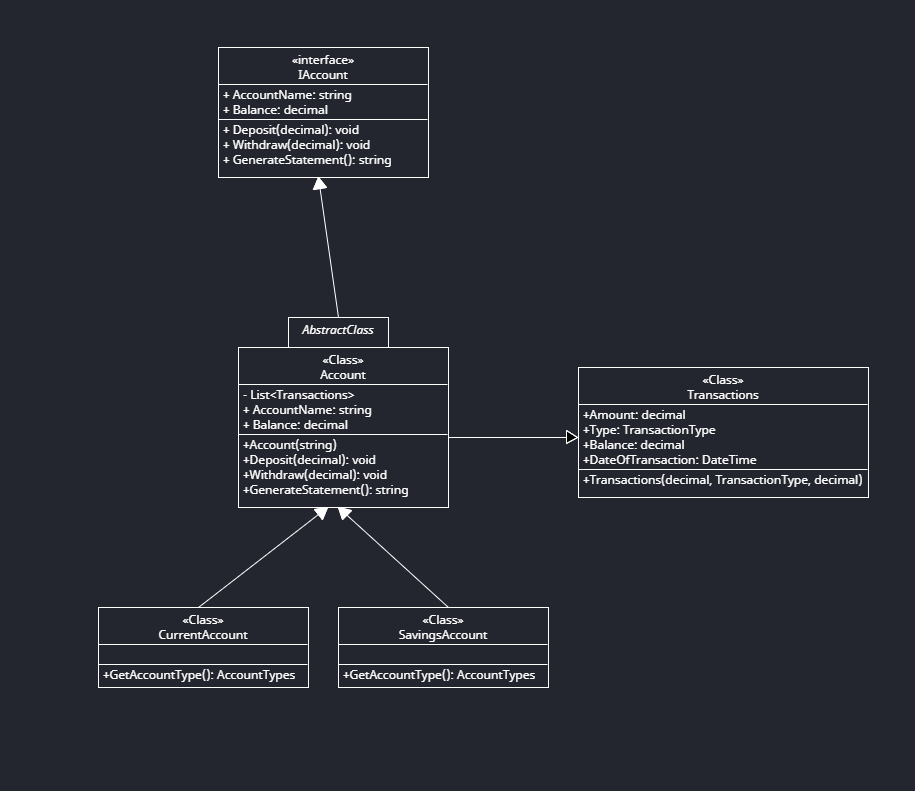 «interface»
IAccount
+ AccountName: string
+ Balance: decimal
+ Deposit(decimal): void
+ Withdraw(decimal): void
+ GenerateStatement(): string
AbstractClass
«Class»
Account
- List<Transactions>
+ AccountName: string
+ Balance: decimal
+Account(string)
+Deposit(decimal): void
+Withdraw(decimal): void
+GenerateStatement(): string
«Class»
Transactions
+Amount: decimal
+Type: TransactionType
+Balance: decimal
+DateOfTransaction: DateTime
+Transactions(decimal, TransactionType, decimal)
«Class»
CurrentAccount
+GetAccountType(): AccountTypes
«Class»
SavingsAccount
+GetAccountType(): AccountTypes